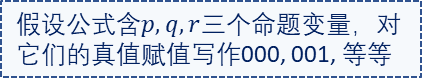 假设公式含p, q, r三个命题变量，对
它们的真值赋值写作000, 001, 等等